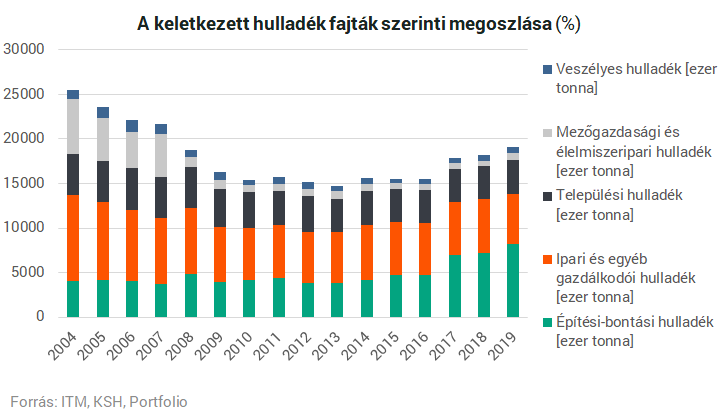 A keletkezett hulladék fajták szerinti megoszlása (%)
30000
25000
20000
15000
10000
5000
0
2004
2005
2006
2007
2008
2009
2010
2011
2012
2013
2014
2015
2016
2017
2018
2019
Veszélyes hulladék [ezer
tonna]
Mezőgazdasági és
élelmiszeripari hulladék
[ezer tonna]
Települési hulladék
[ezer tonna]
Ipari és egyéb
gazdálkodói hulladék
[ezer tonna]
Építési-bontási hulladék
[ezer tonna]
Forrás: ITM, KSH, Portfolio